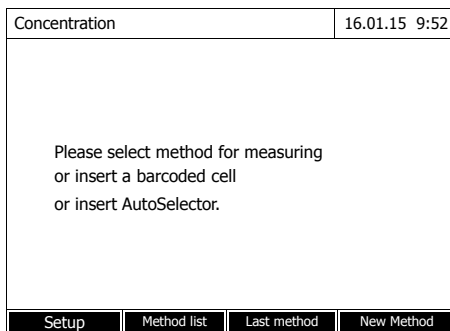 Concentration 16.01.15 9:52
Please select method for measuring
or insert a barcoded cell
or insert AutoSelector.
Setup Method list Last method New Method